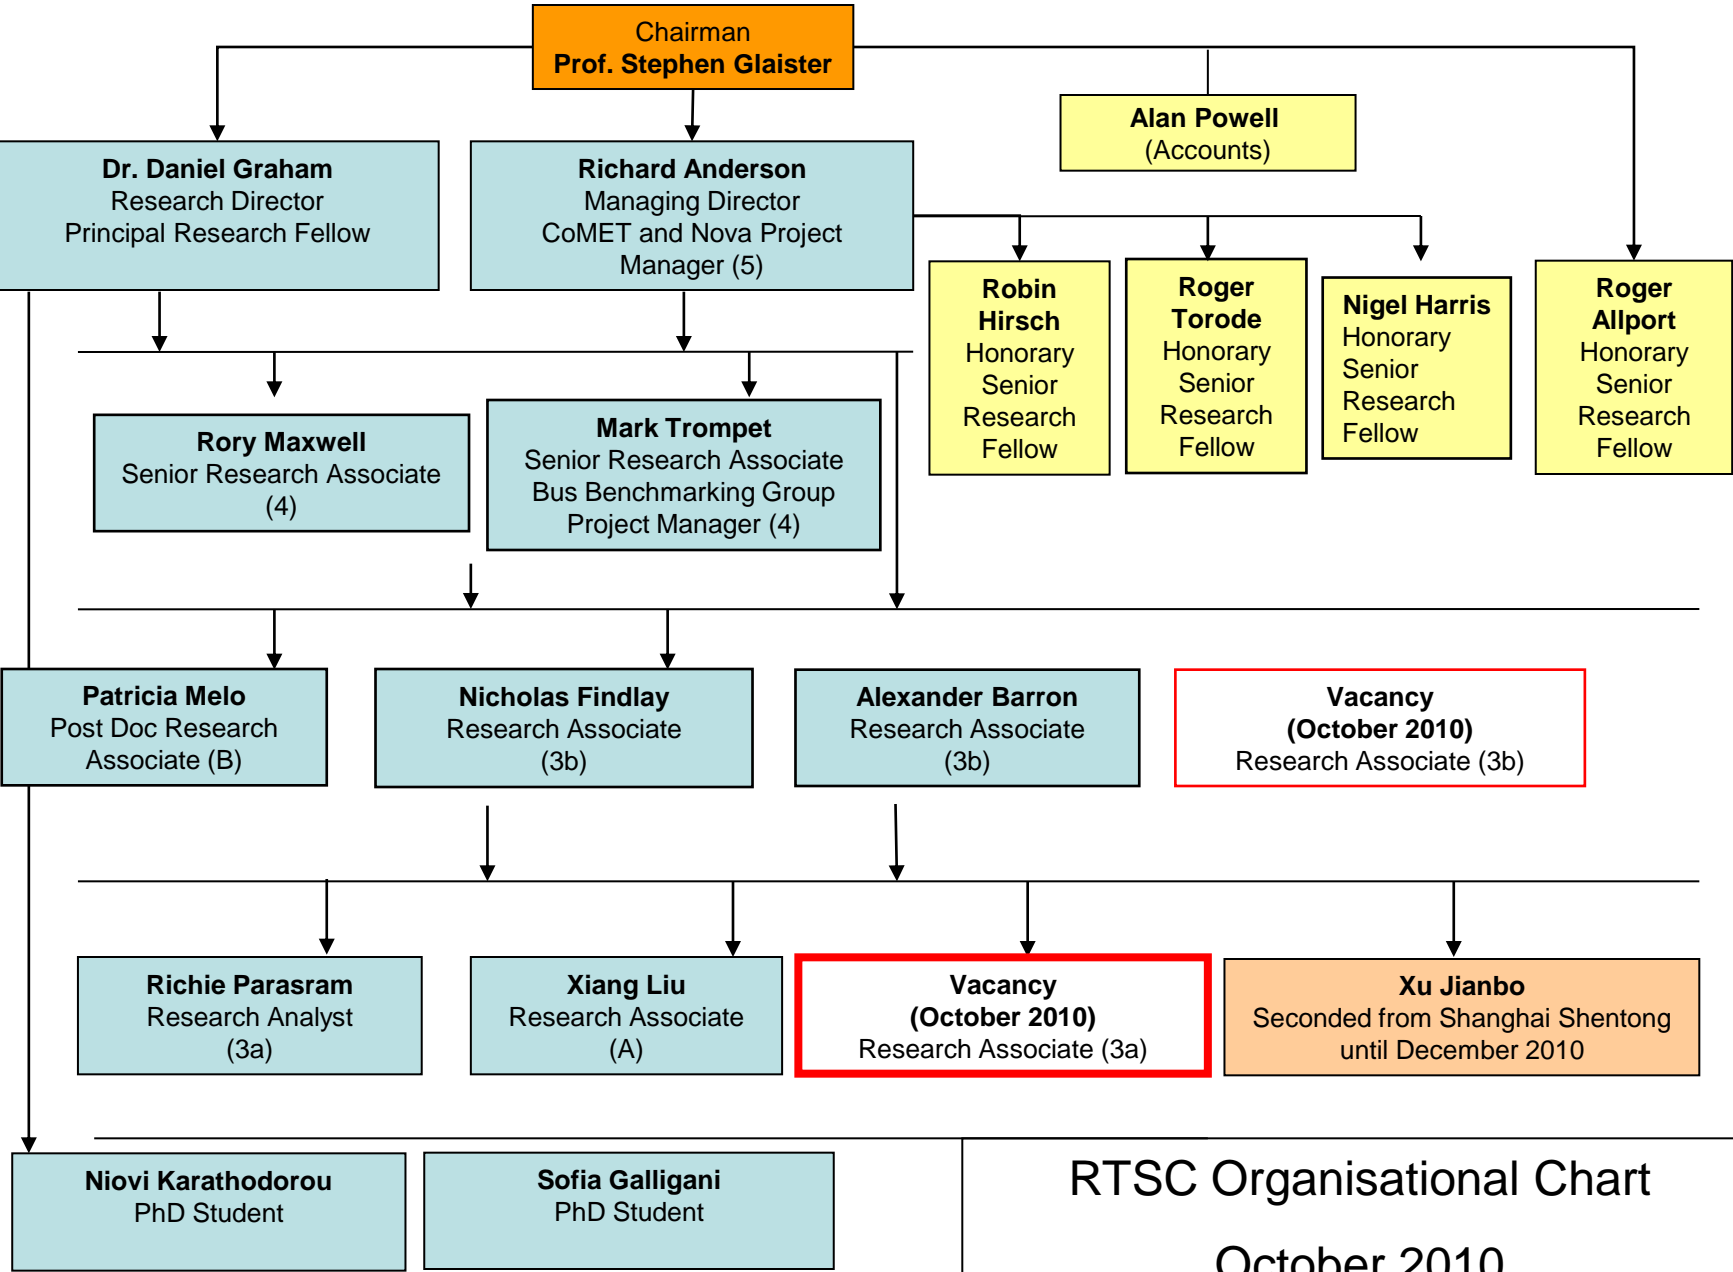 Chairman
Prof. Stephen Glaister
Alan Powell
(Accounts)
Dr. Daniel Graham
Research Director
Principal Research Fellow
Richard Anderson
Managing Director
CoMET and Nova Project
Manager (5)
Robin
Hirsch
Honorary
Senior
Research
Fellow
Roger
Torode
Honorary
Senior
Research
Fellow
Nigel Harris
Honorary
Senior
Research
Fellow
Roger
Allport
Honorary
Senior
Research
Fellow
Rory Maxwell
Senior Research Associate
(4)
Mark Trompet
Senior Research Associate
Bus Benchmarking Group
Project Manager (4)
Patricia Melo
Post Doc Research
Associate (B)
Nicholas Findlay
Research Associate
(3b)
Alexander Barron
Research Associate
(3b)
Vacancy
(October 2010)
Research Associate (3b)
Richie Parasram
Research Analyst
(3a)
Xiang Liu
Research Associate
(A)
Vacancy
(October 2010)
Research Associate (3a)
Xu Jianbo
Seconded from Shanghai Shentong
until December 2010
Niovi Karathodorou
PhD Student
Sofia Galligani
PhD Student
RTSC Organisational Chart
October 2010